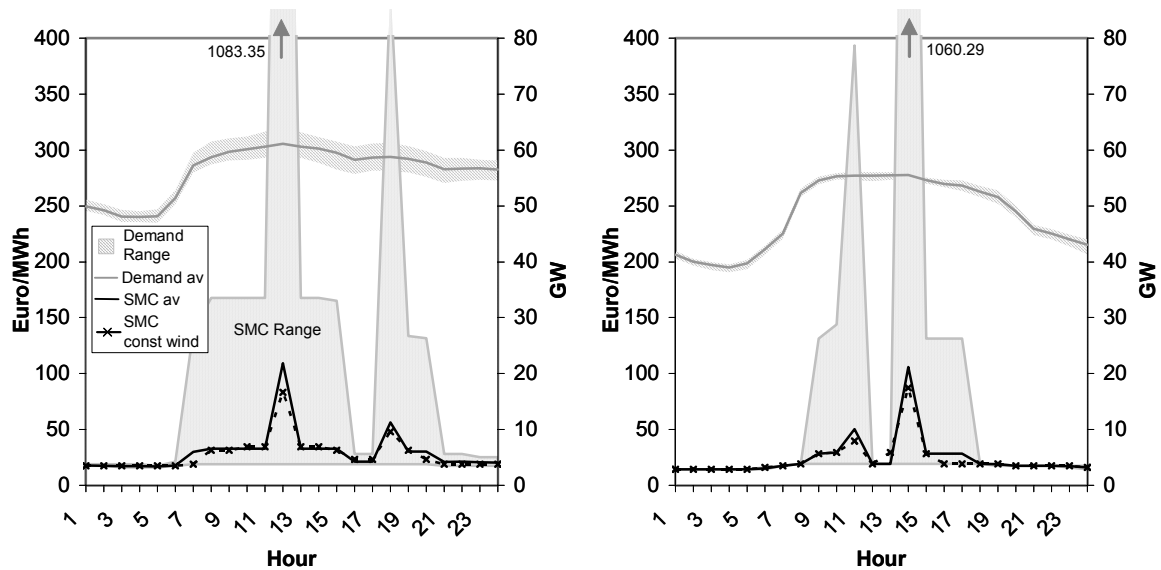 400
350
300
250
200
150
100
50
0
Euro/MWh
80
70
60
50
40
30
20
10
0
GW
1083.35
Demand
Range
Demand av
SMC av
SMC
const wind
SMC Range
1 3 5 7 9 11 13 15 17 19 21 23
Hour
400
350
300
250
200
150
100
50
0
Euro/MWh
80
70
60
50
40
30
20
10
0
GW
1060.29
1 3 5 7 9 11 13 15 17 19 21 23
Hour